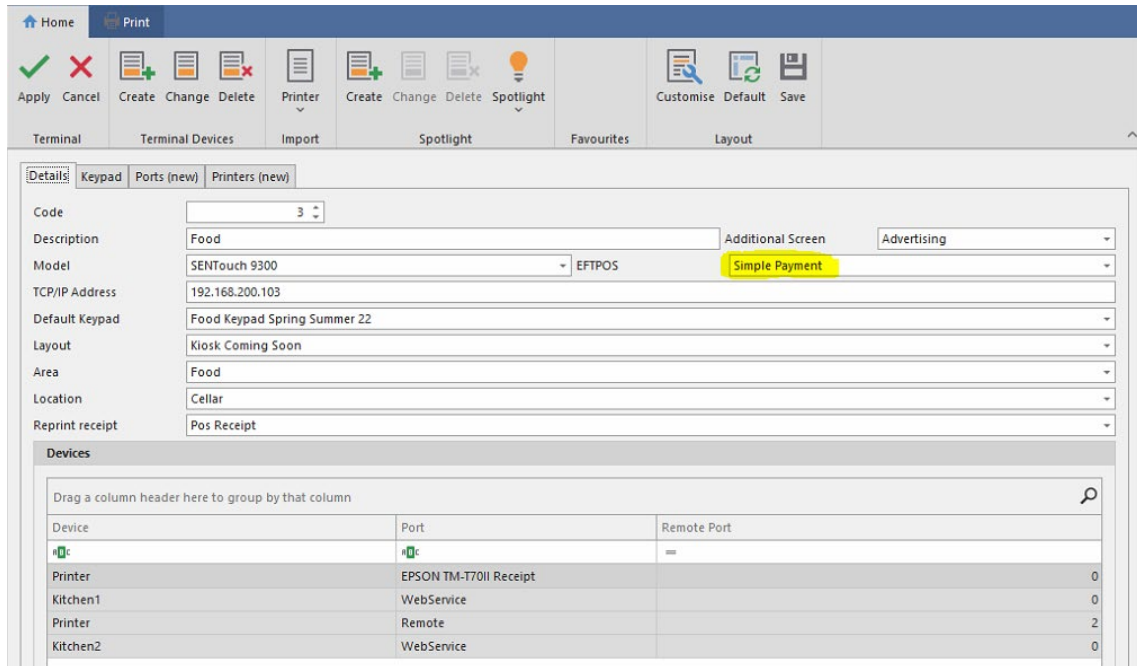 Home Print
Apply Cancel Create Change Delete Printer Create Change Delete Spotlight Customise Default Save
Terminal Terminal Devices Import Spotlight Favourites Layout
Details Keypad Ports (new) Printers (new)
Code 3
Description Food Additional Screen Advertising
Model SENTouch 9300 EFTPOS Simple Payment
TCP/IP Address 192.168.200.103
Default Keypad Food Keypad Spring Summer 22
Layout Kiosk Coming Soon
Area Food
Location Cellar
Reprint receipt Pos Receipt
Devices
Drag a column header here to group by that column
Device Port Remote Port
ABC ABC =
Printer EPSON TM-T70II Receipt 0
Kitchen1 WebService 0
Printer Remote 2
Kitchen2 WebService 0